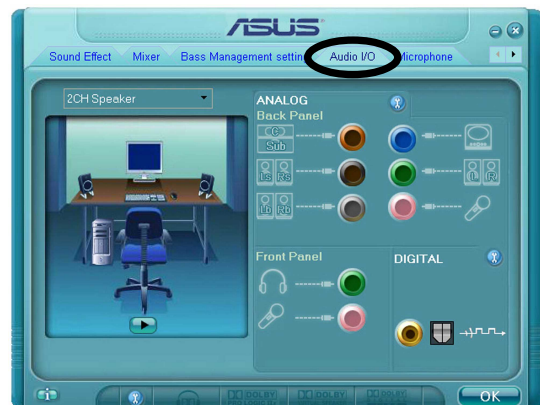 ASUS
Sound Effect Mixer Bass Management settin Audio I/O Microphone
2CH Speaker
ANALOG
Back Panel
C
Sub
Ls Rs
L R
Lb Rb
Front Panel
DIGITAL
DOLBY
DOLBY
DOLBY
OK